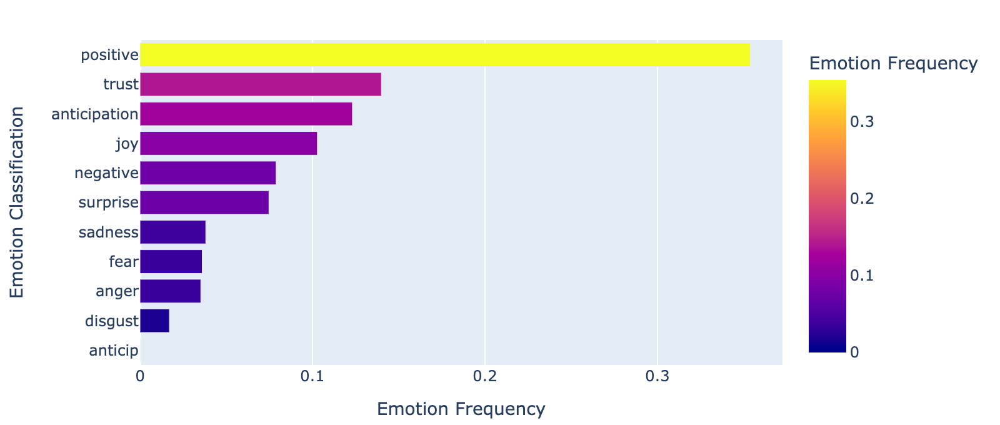 Emotion Classification
positive
trust
anticipation
joy
negative
surprise
sadness
fear
anger
disgust
anticip
0
0.1
0.2
0.3
Emotion Frequency
Emotion Frequency
0.3
0.2
0.1
0